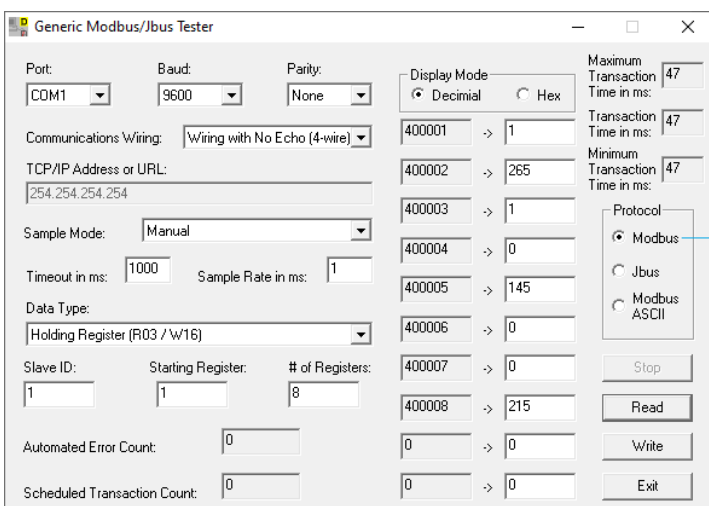 Generic Modbus/Jbus Tester
Port:
COM1
Baud:
9600
Parity:
None
Communications Wiring:
Wiring with No Echo (4-wire)
TCP/IP Address or URL:
254.254.254.254
Sample Mode:
Manual
Timeout in ms:
1000
Sample Rate in ms:
1
Data Type:
Holding Register (R03 / W16)
Slave ID:
1
Starting Register:
1
# of Registers:
8
Automated Error Count:
0
Scheduled Transaction Count:
0
Display Mode
Decimial
Hex
400001 -> 1
400002 -> 265
400003 -> 1
400004 -> 0
400005 -> 145
400006 -> 0
400007 -> 0
400008 -> 215
0 -> 0
0 -> 0
Maximum
Transaction
Time in ms:
47
Transaction
Time in ms:
47
Minimum
Transaction
Time in ms:
47
Protocol
Modbus
Jbus
Modbus
ASCII
Stop
Read
Write
Exit